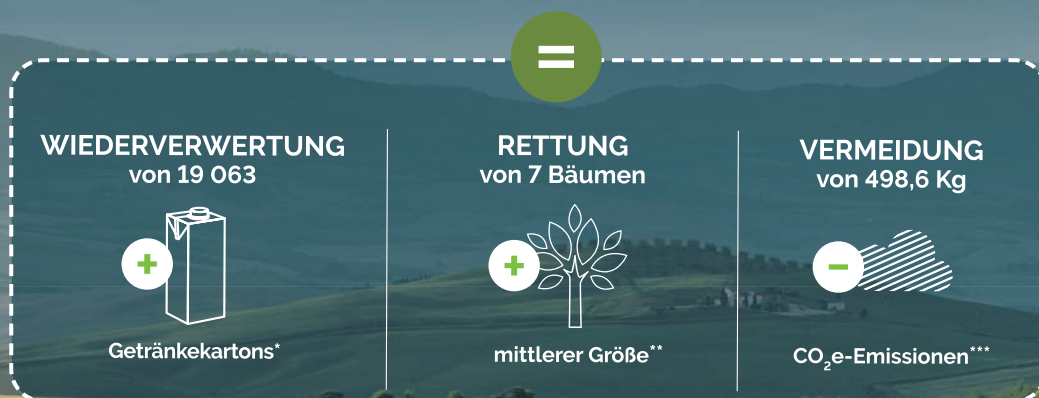 =
WIEDERVERWERTUNG
von 19 063
+
Getränkekartons*
RETTUNG
von 7 Bäumen
+
mittlerer Größe**
VERMEIDUNG
von 498,6 Kg
−
CO₂e-Emissionen***